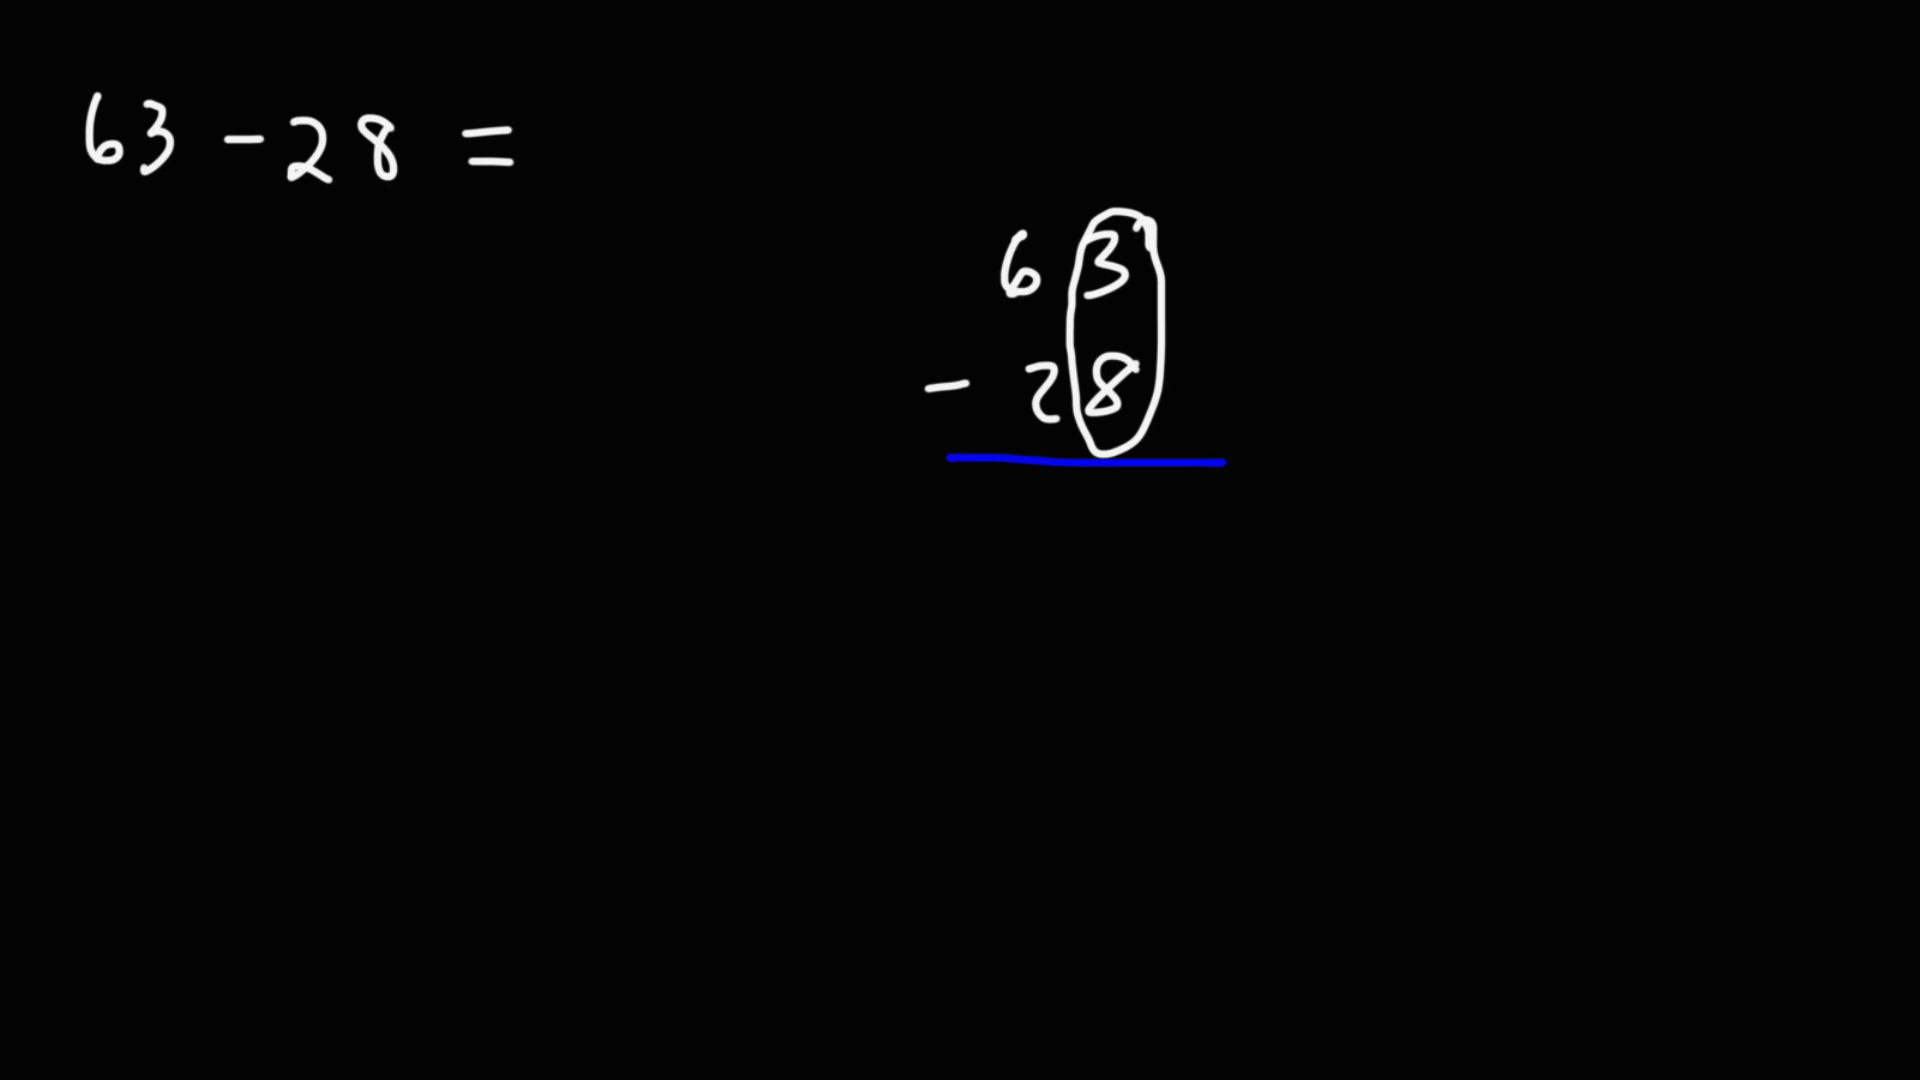 63 - 28 =
63
- 28